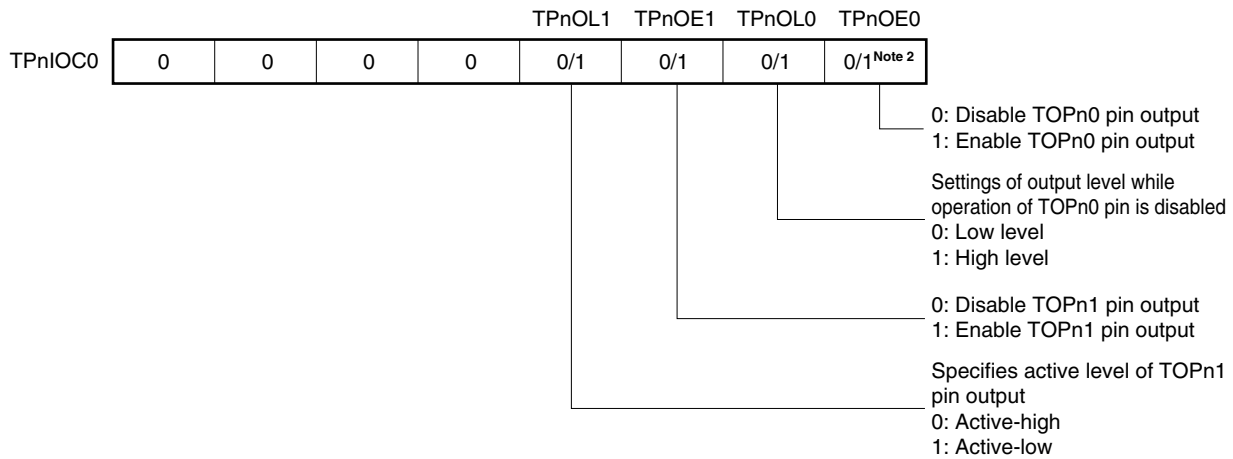 TPnOL1 TPnOE1 TPnOL0 TPnOE0
TPnIOC0 0 0 0 0 0/1 0/1 0/1 0/1Note 2
0: Disable TOPn0 pin output
1: Enable TOPn0 pin output
Settings of output level while
operation of TOPn0 pin is disabled
0: Low level
1: High level
0: Disable TOPn1 pin output
1: Enable TOPn1 pin output
Specifies active level of TOPn1
pin output
0: Active-high
1: Active-low